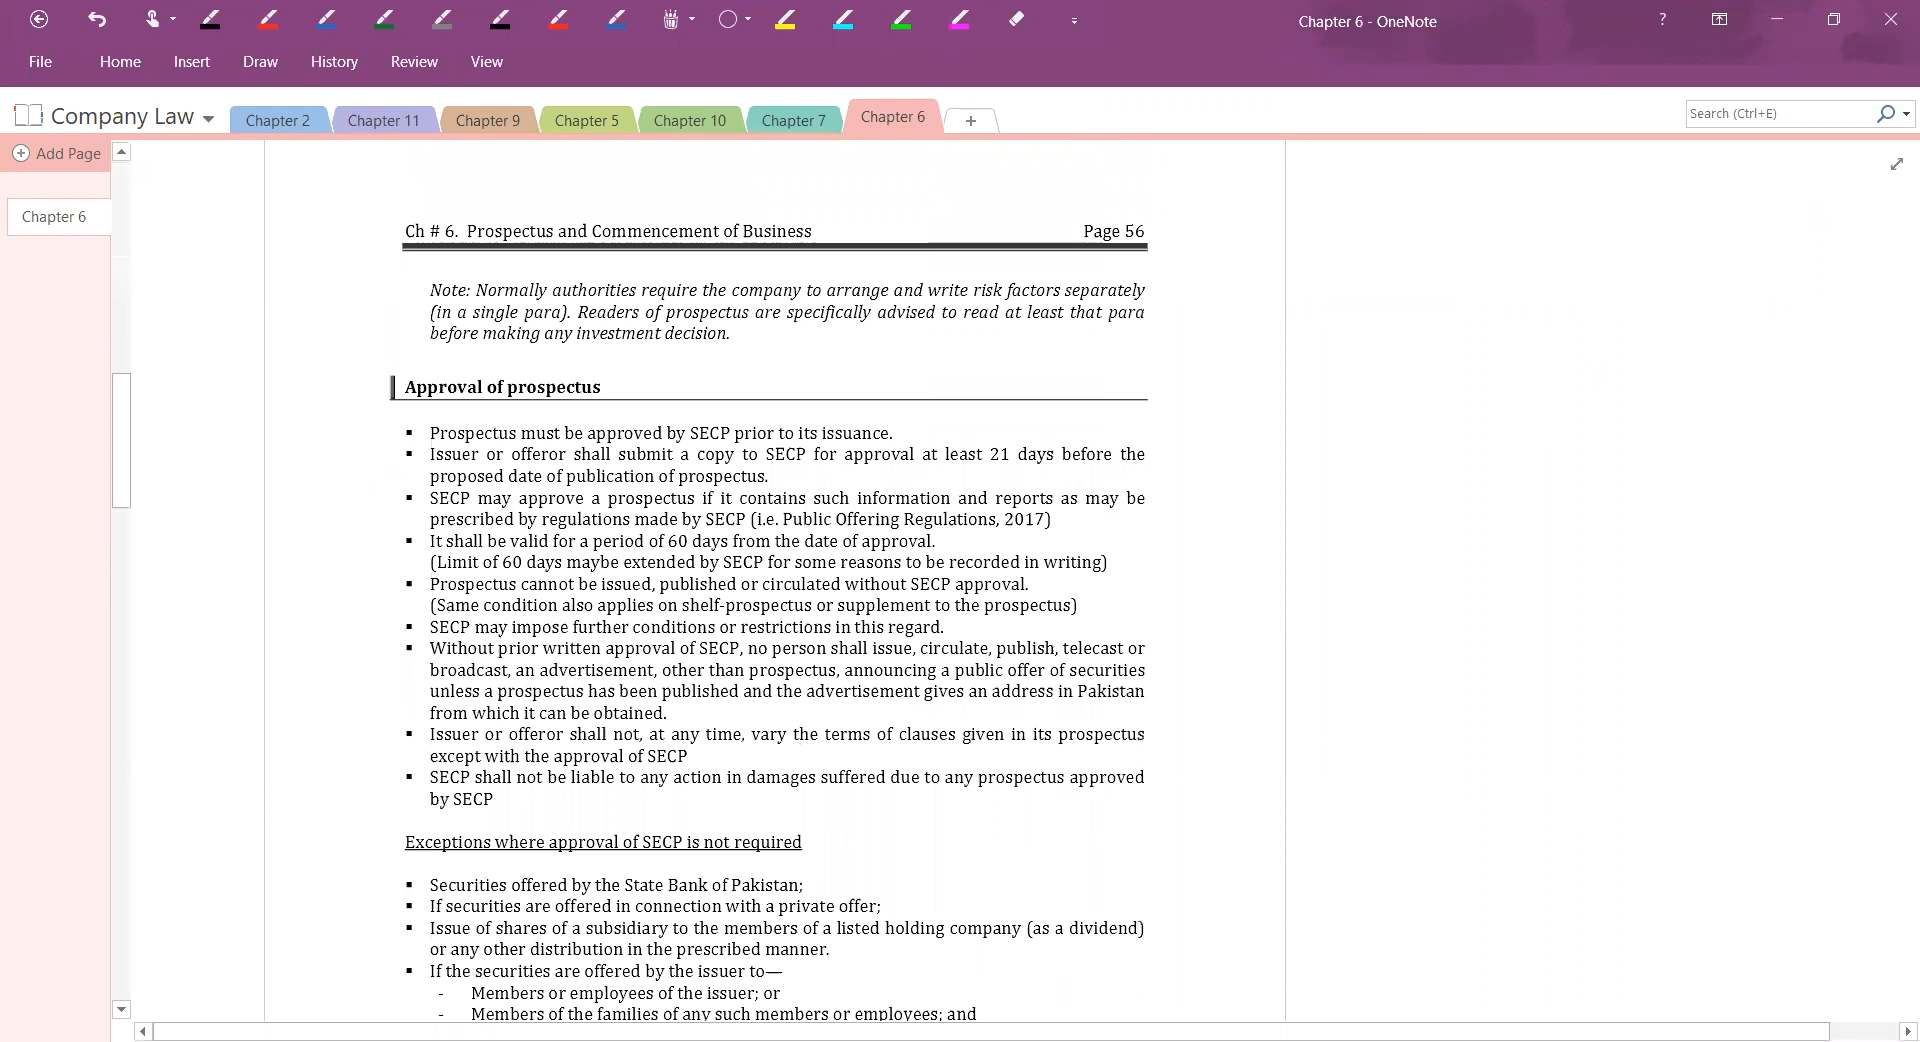 Chapter 6 - OneNote
?
File Home Insert Draw History Review View
Company Law
Chapter 2
Chapter 11
Chapter 9
Chapter 5
Chapter 10
Chapter 7
Chapter 6
+
Search (Ctrl+E)
Add Page
Chapter 6
Ch # 6. Prospectus and Commencement of Business Page 56
Note: Normally authorities require the company to arrange and write risk factors separately
(in a single para). Readers of prospectus are specifically advised to read at least that para
before making any investment decision.
Approval of prospectus
▪ Prospectus must be approved by SECP prior to its issuance.
▪ Issuer or offeror shall submit a copy to SECP for approval at least 21 days before the
proposed date of publication of prospectus.
▪ SECP may approve a prospectus if it contains such information and reports as may be
prescribed by regulations made by SECP (i.e. Public Offering Regulations, 2017)
▪ It shall be valid for a period of 60 days from the date of approval.
(Limit of 60 days maybe extended by SECP for some reasons to be recorded in writing)
▪ Prospectus cannot be issued, published or circulated without SECP approval.
(Same condition also applies on shelf-prospectus or supplement to the prospectus)
▪ SECP may impose further conditions or restrictions in this regard.
▪ Without prior written approval of SECP, no person shall issue, circulate, publish, telecast or
broadcast, an advertisement, other than prospectus, announcing a public offer of securities
unless a prospectus has been published and the advertisement gives an address in Pakistan
from which it can be obtained.
▪ Issuer or offeror shall not, at any time, vary the terms of clauses given in its prospectus
except with the approval of SECP
▪ SECP shall not be liable to any action in damages suffered due to any prospectus approved
by SECP
Exceptions where approval of SECP is not required
▪ Securities offered by the State Bank of Pakistan;
▪ If securities are offered in connection with a private offer;
▪ Issue of shares of a subsidiary to the members of a listed holding company (as a dividend)
or any other distribution in the prescribed manner.
▪ If the securities are offered by the issuer to—
- Members or employees of the issuer; or
- Members of the families of any such members or employees; and